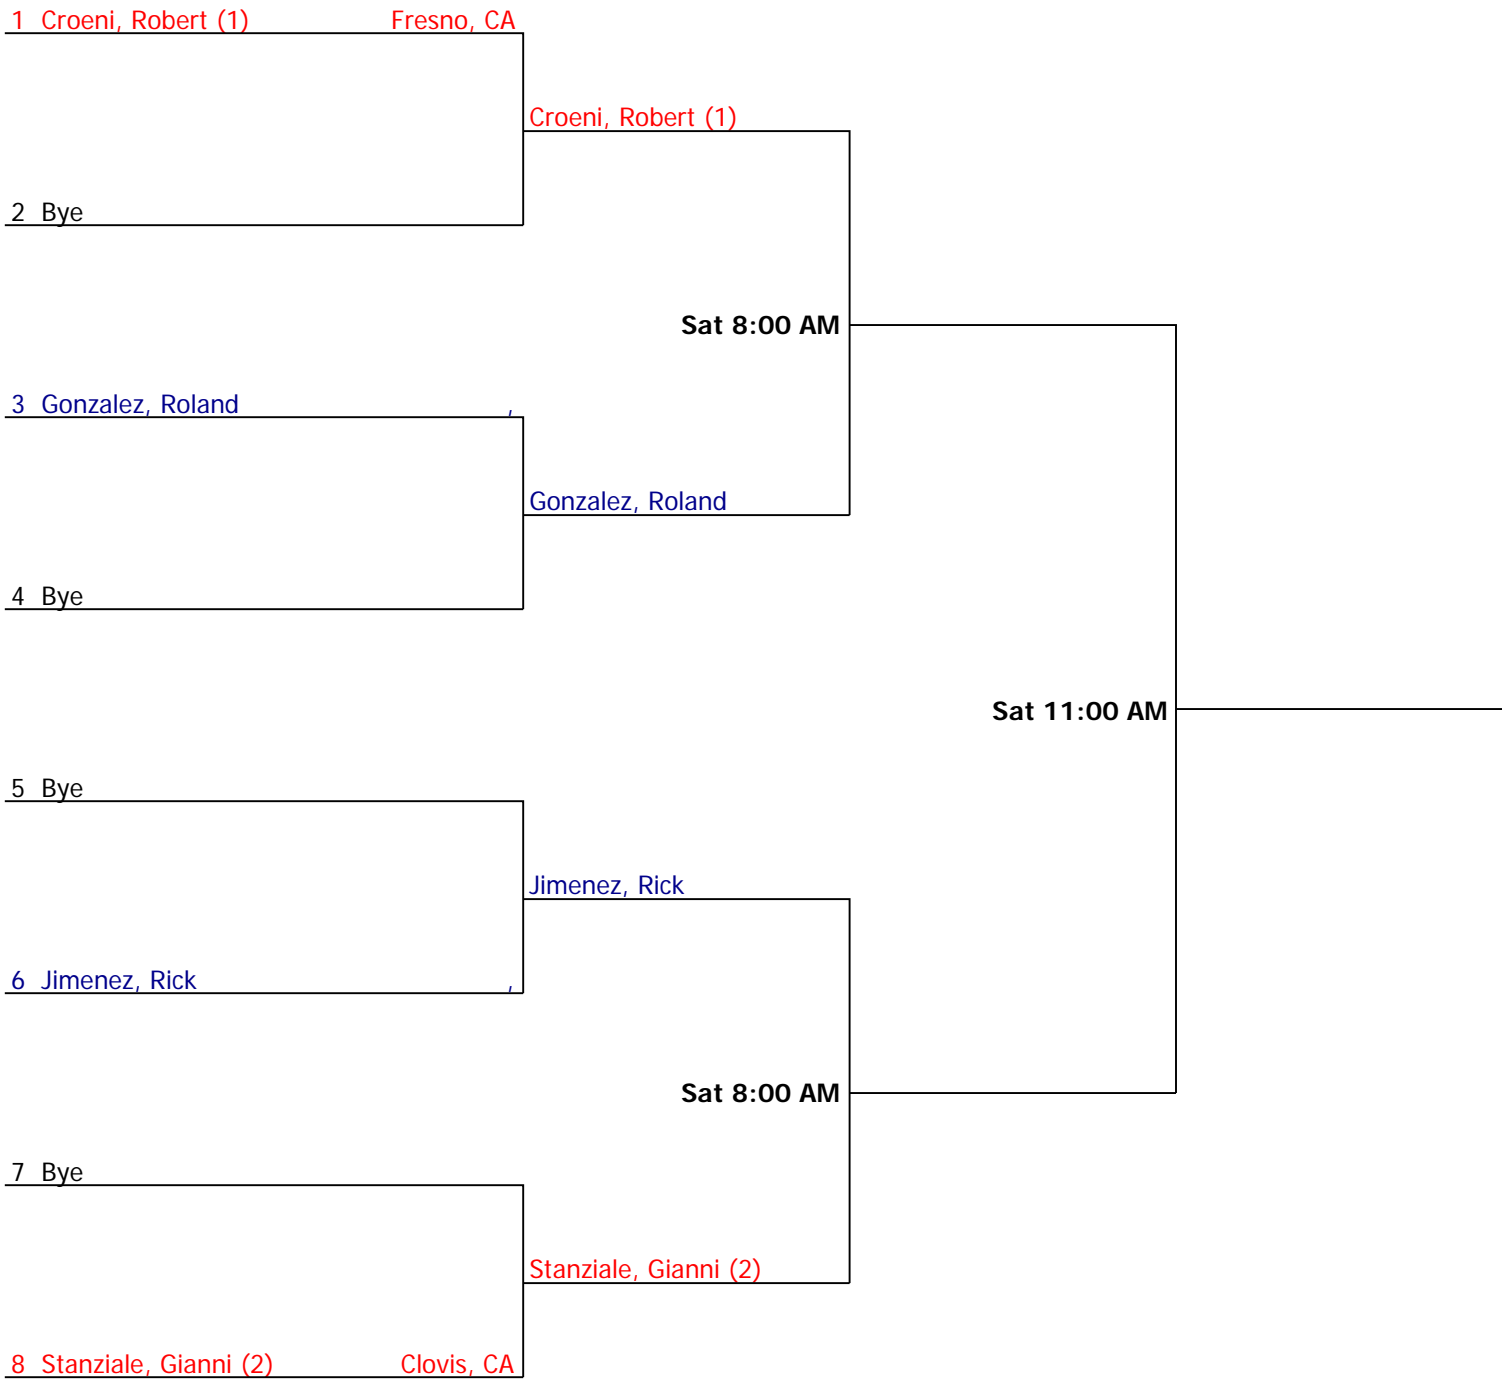 1 Croeni, Robert (1) Fresno, CA
Croeni, Robert (1)
2 Bye
Sat 8:00 AM
3 Gonzalez, Roland ,
Gonzalez, Roland
4 Bye
Sat 11:00 AM
5 Bye
Jimenez, Rick
6 Jimenez, Rick ,
Sat 8:00 AM
7 Bye
Stanziale, Gianni (2)
8 Stanziale, Gianni (2) Clovis, CA